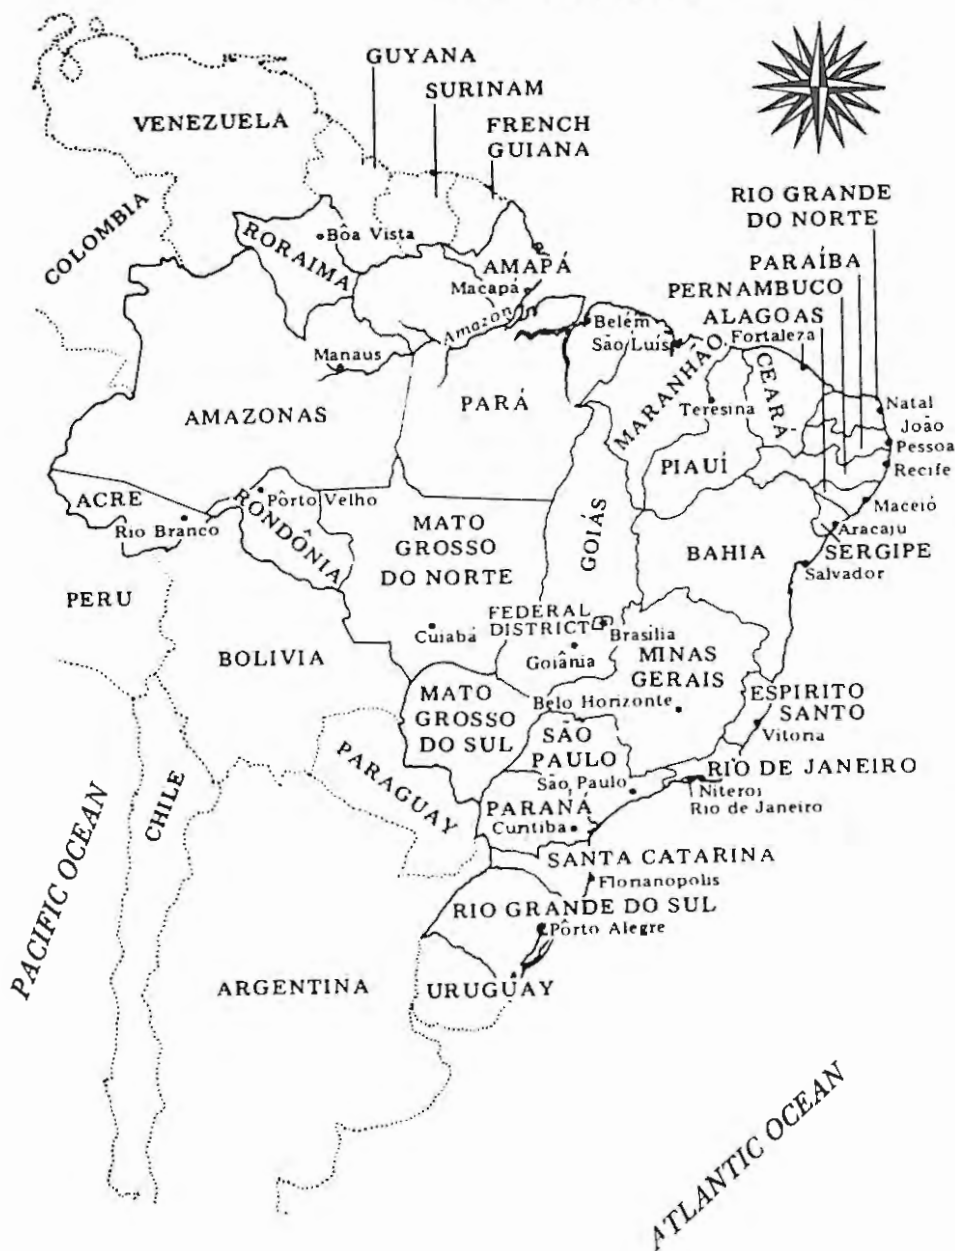 GUYANA
SURINAM
FRENCH
GUIANA
VENEZUELA
COLOMBIA
RIO GRANDE
DO NORTE
PARAÍBA
PERNAMBUCO
ALAGOAS
Fortaleza
Bôa Vista
RORAIMA
AMAPÁ
Macapá
Amazon
Belém
São Luís
MARANHÃO
CEARÁ
Manaus
AMAZONAS
PARÁ
Teresina
Natal
João
Pessoa
Recife
PIAUÍ
ACRE
Rio Branco
RONDÔNIA
Pôrto Velho
MATO
GROSSO
DO NORTE
GOIÁS
BAHIA
Maceió
Aracaju
SERGIPE
Salvador
PERU
BOLIVIA
Cuiabá
FEDERAL
DISTRICT
Brasília
Goiânia
MINAS
GERAIS
Belo Horizonte
MATO
GROSSO
DO SUL
ESPIRITO
SANTO
Vitoria
SÃO
PAULO
São Paulo
RIO DE JANEIRO
Niteroi
Rio de Janeiro
PARAGUAY
PARANÁ
Curitiba
SANTA CATARINA
Florianopolis
RIO GRANDE DO SUL
Pôrto Alegre
CHILE
PACIFIC OCEAN
ARGENTINA
URUGUAY
ATLANTIC OCEAN